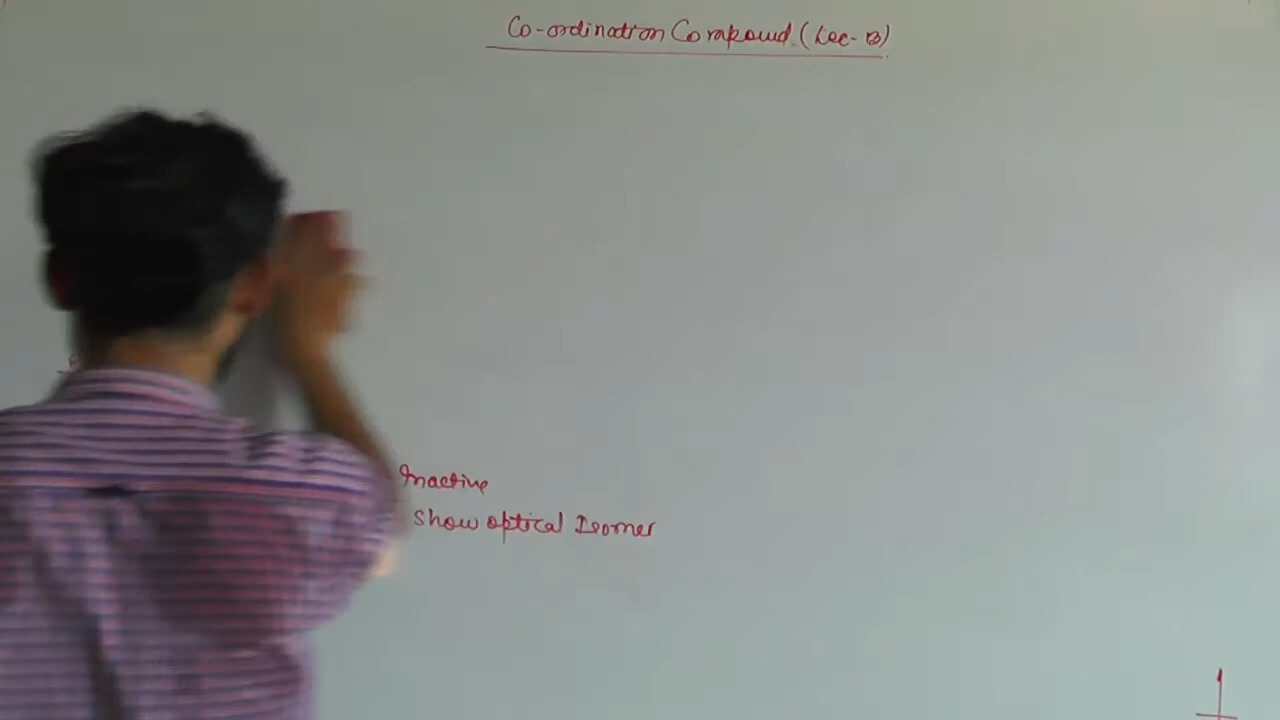 Co-ordination Compound (Lec-13)
Inactive
Show optical Isomer